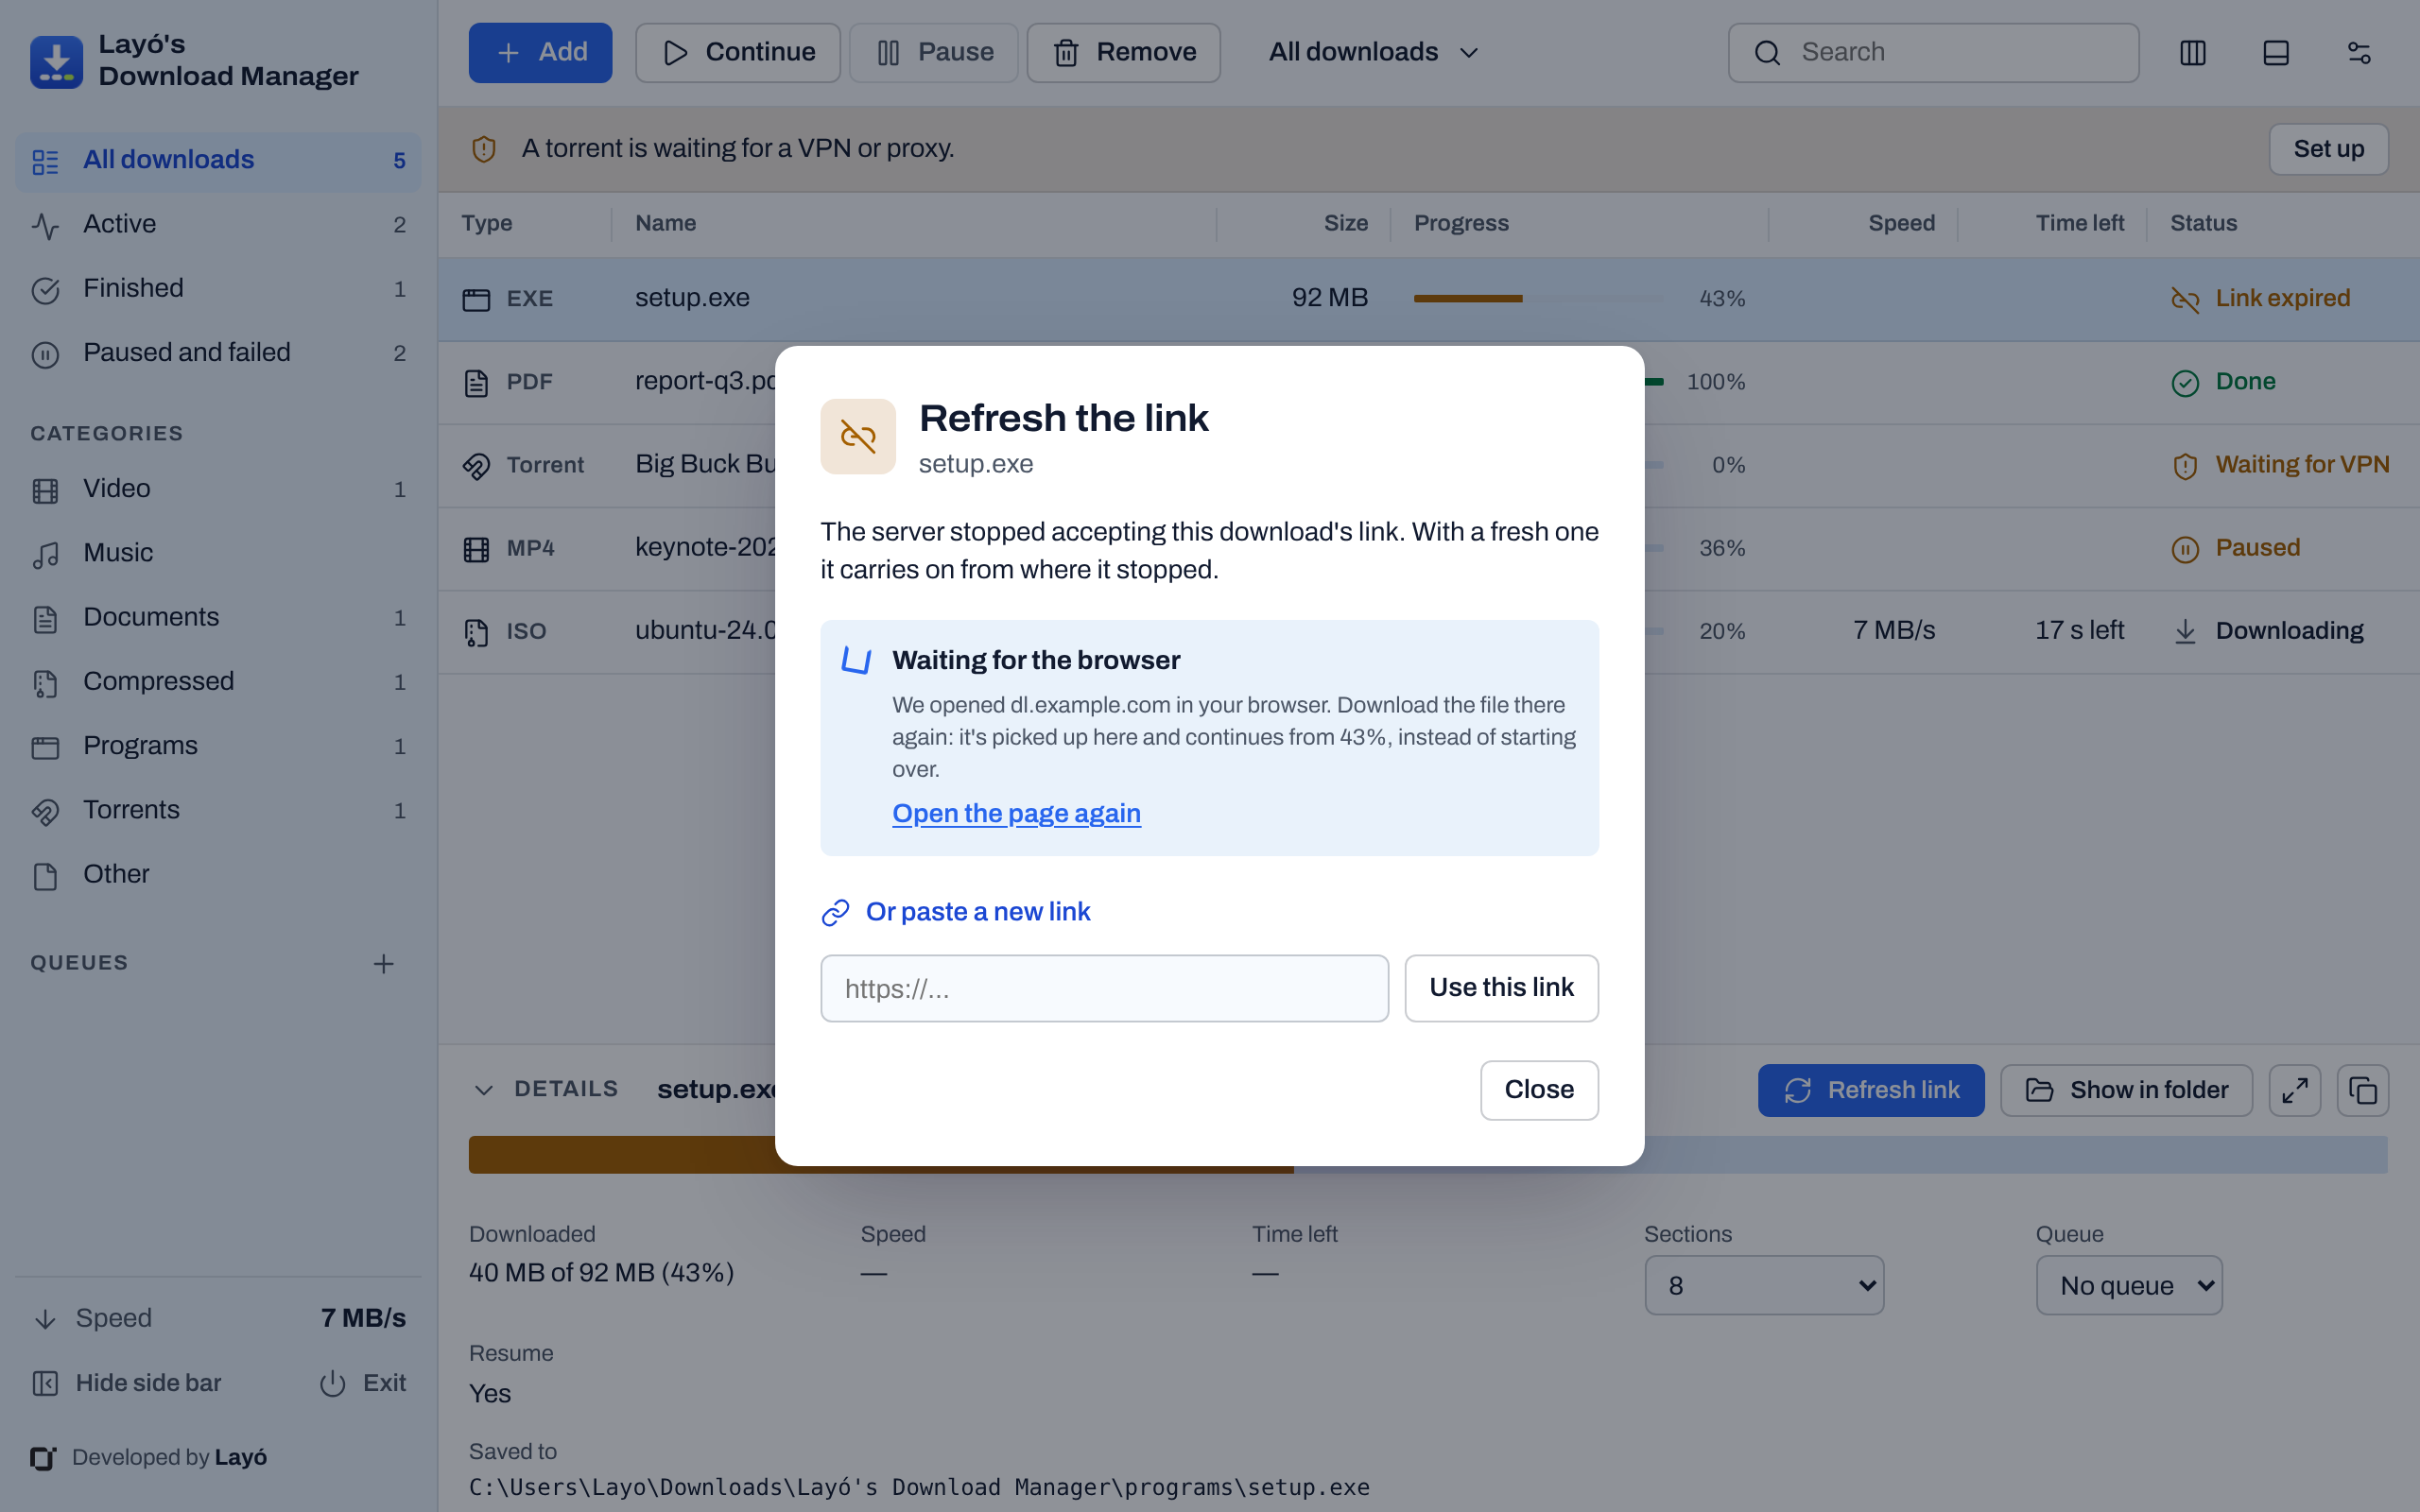 Layó's
Download Manager
All downloads 5
Active 2
Finished 1
Paused and failed 2
CATEGORIES
Video 1
Music
Documents 1
Compressed 1
Programs 1
Torrents 1
Other
QUEUES
Speed 7 MB/s
Hide side bar Exit
Developed by Layó
Add Continue Pause Remove All downloads Search
A torrent is waiting for a VPN or proxy. Set up
Type Name Size Progress Speed Time left Status
EXE setup.exe 92 MB 43% Link expired
PDF report-q3.pd 100% Done
Torrent Big Buck Bu 0% Waiting for VPN
MP4 keynote-202 36% Paused
ISO ubuntu-24.0 20% 7 MB/s 17 s left Downloading
Refresh the link
setup.exe
The server stopped accepting this download's link. With a fresh one
it carries on from where it stopped.
Waiting for the browser
We opened dl.example.com in your browser. Download the file there
again: it's picked up here and continues from 43%, instead of starting
over.
Open the page again
Or paste a new link
https://... Use this link
Close
DETAILS setup.exe Refresh link Show in folder
Downloaded Speed Time left Sections Queue
40 MB of 92 MB (43%) — — 8 No queue
Resume
Yes
Saved to
C:\Users\Layo\Downloads\Layó's Download Manager\programs\setup.exe